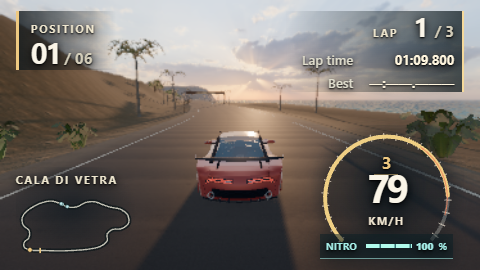 POSITION
01 / 06
LAP 1 / 3
Lap time 01:09.800
Best --:--.---
CALA DI VETRA
3
79
KM/H
NITRO 100 %